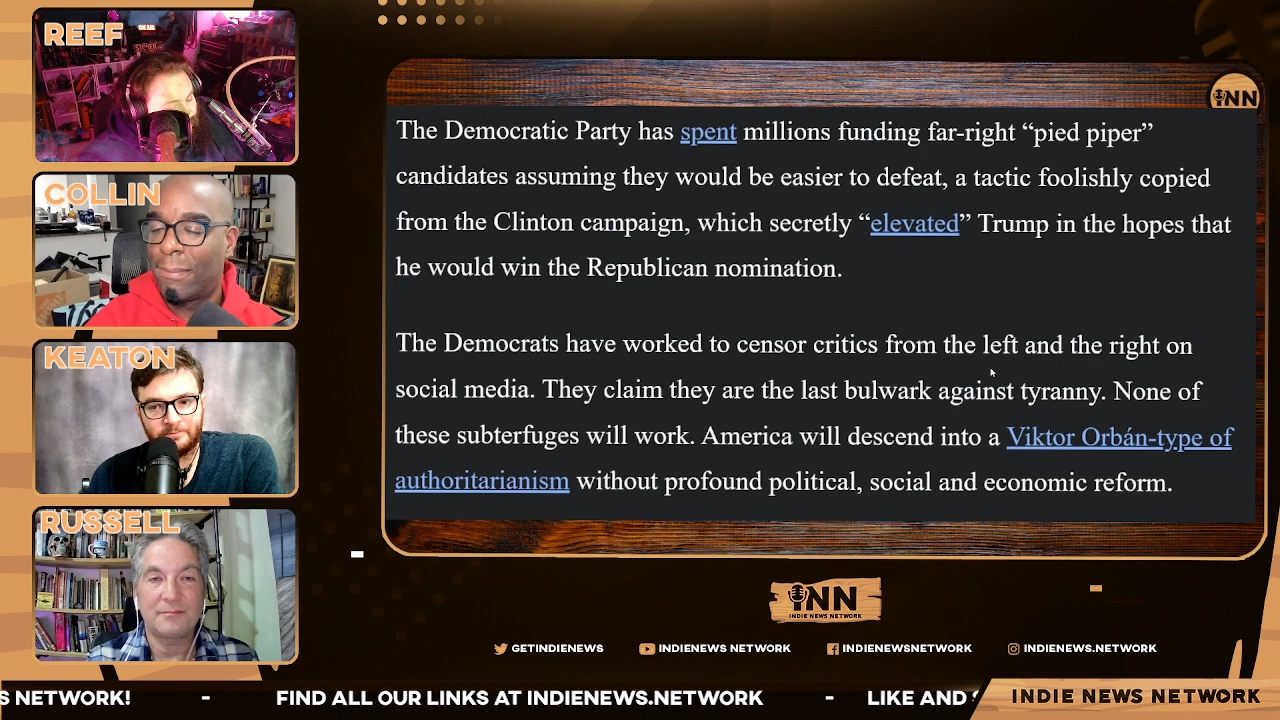 REEF
ON AIR
COLLIN
KEATON
RUSSELL
INN
The Democratic Party has spent millions funding far-right “pied piper”
candidates assuming they would be easier to defeat, a tactic foolishly copied
from the Clinton campaign, which secretly “elevated” Trump in the hopes that
he would win the Republican nomination.
The Democrats have worked to censor critics from the left and the right on
social media. They claim they are the last bulwark against tyranny. None of
these subterfuges will work. America will descend into a Viktor Orbán-type of
authoritarianism without profound political, social and economic reform.
INN
INDIE NEWS NETWORK
GETINDIENEWS
INDIENEWS NETWORK
INDIENEWSNETWORK
INDIENEWS.NETWORK
S NETWORK! - FIND ALL OUR LINKS AT INDIENEWS.NETWORK - LIKE AND
INDIE NEWS NETWORK